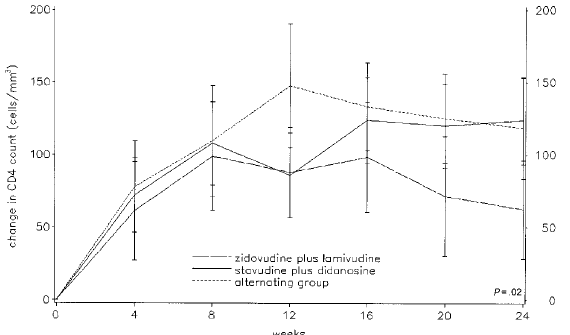 200
150
100
50
0
change in CD4 count (cells/mm³)
200
150
100
50
0
zidovudine plus lamivudine
stavudine plus didanosine
alternating group
P=.02
0 4 8 12 16 20 24
weeks